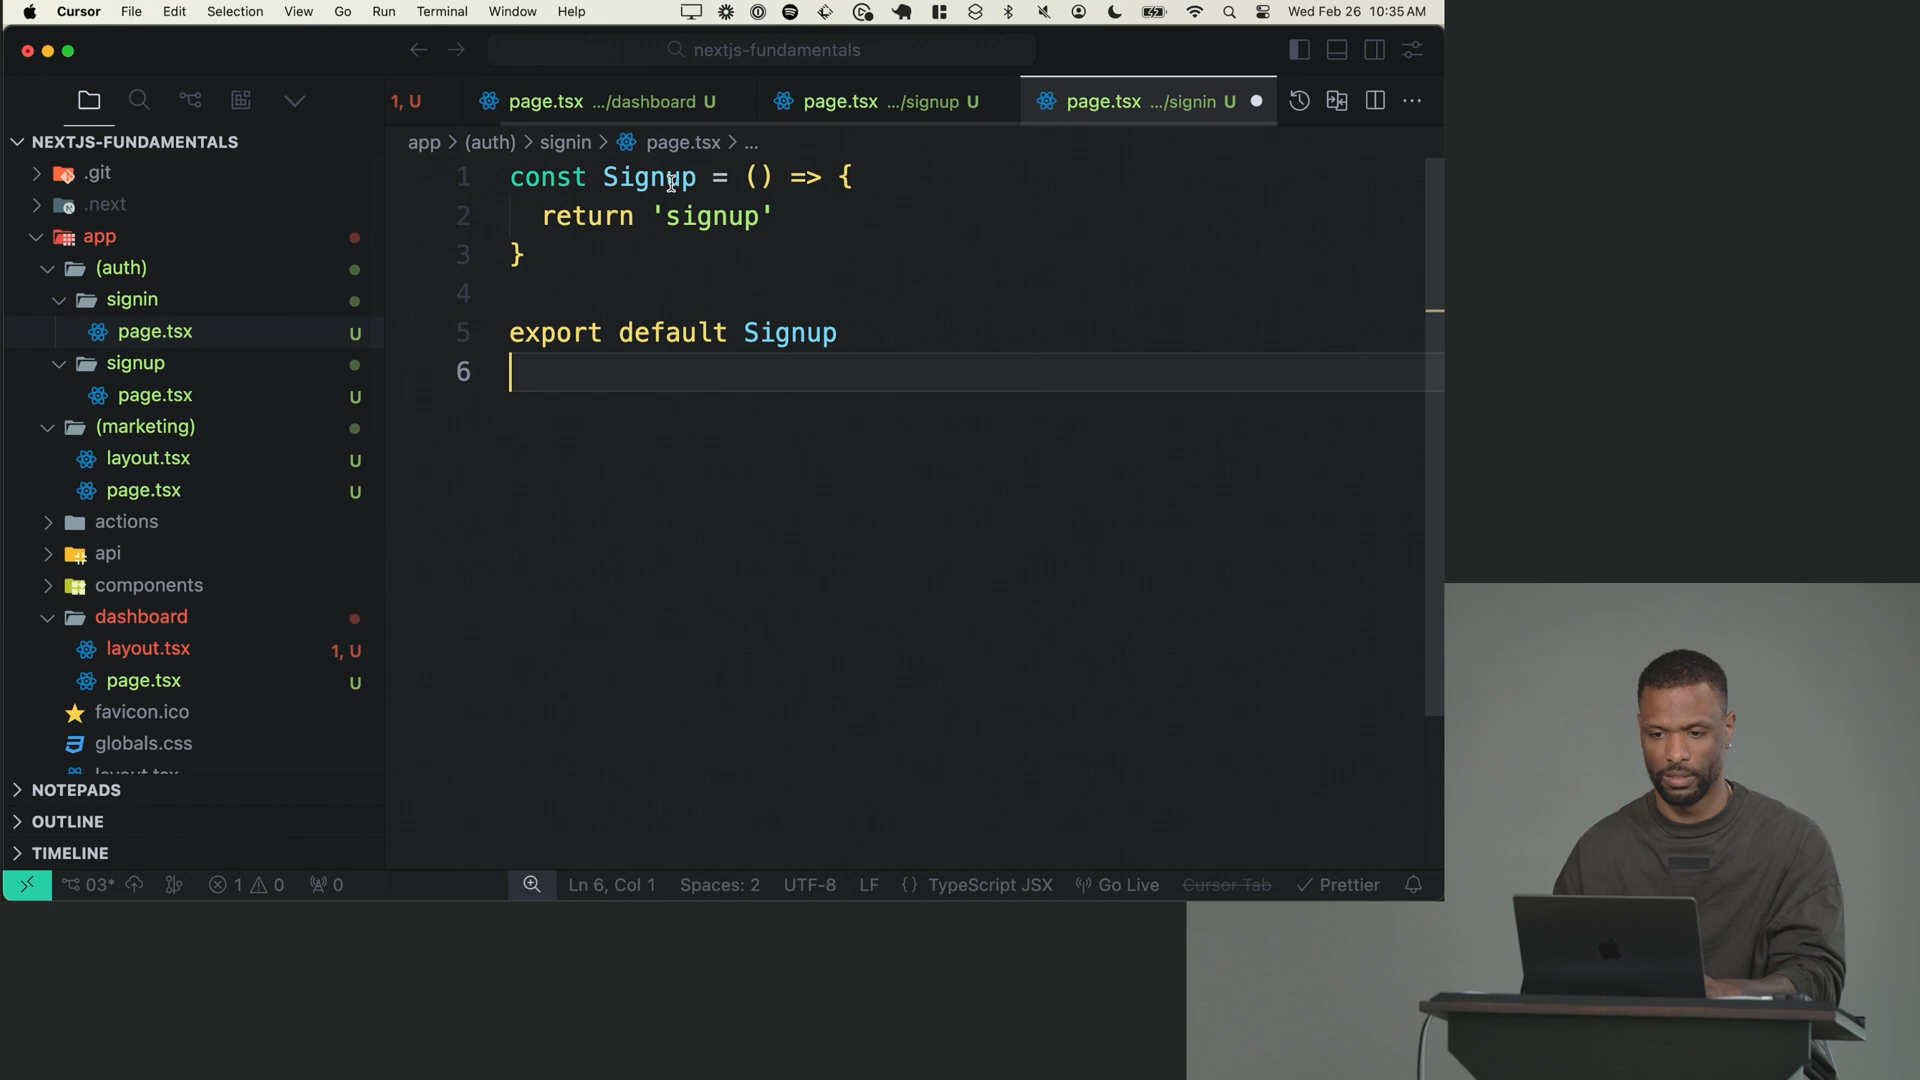 Cursor File Edit Selection View Go Run Terminal Window Help Wed Feb 26 10:35 AM
nextjs-fundamentals
1, U page.tsx .../dashboard U page.tsx .../signup U page.tsx .../signin U
NEXTJS-FUNDAMENTALS
app > (auth) > signin > page.tsx > ...
.git
.next
app
(auth)
signin
page.tsx U
signup
page.tsx U
(marketing)
layout.tsx U
page.tsx U
actions
api
components
dashboard
layout.tsx 1, U
page.tsx U
favicon.ico
globals.css
layout.tsx
NOTEPADS
OUTLINE
TIMELINE
1 const Signup = () => {
2 return 'signup'
3 }
4
5 export default Signup
6
03* 1 0 0 Ln 6, Col 1 Spaces: 2 UTF-8 LF {} TypeScript JSX Go Live Cursor Tab Prettier